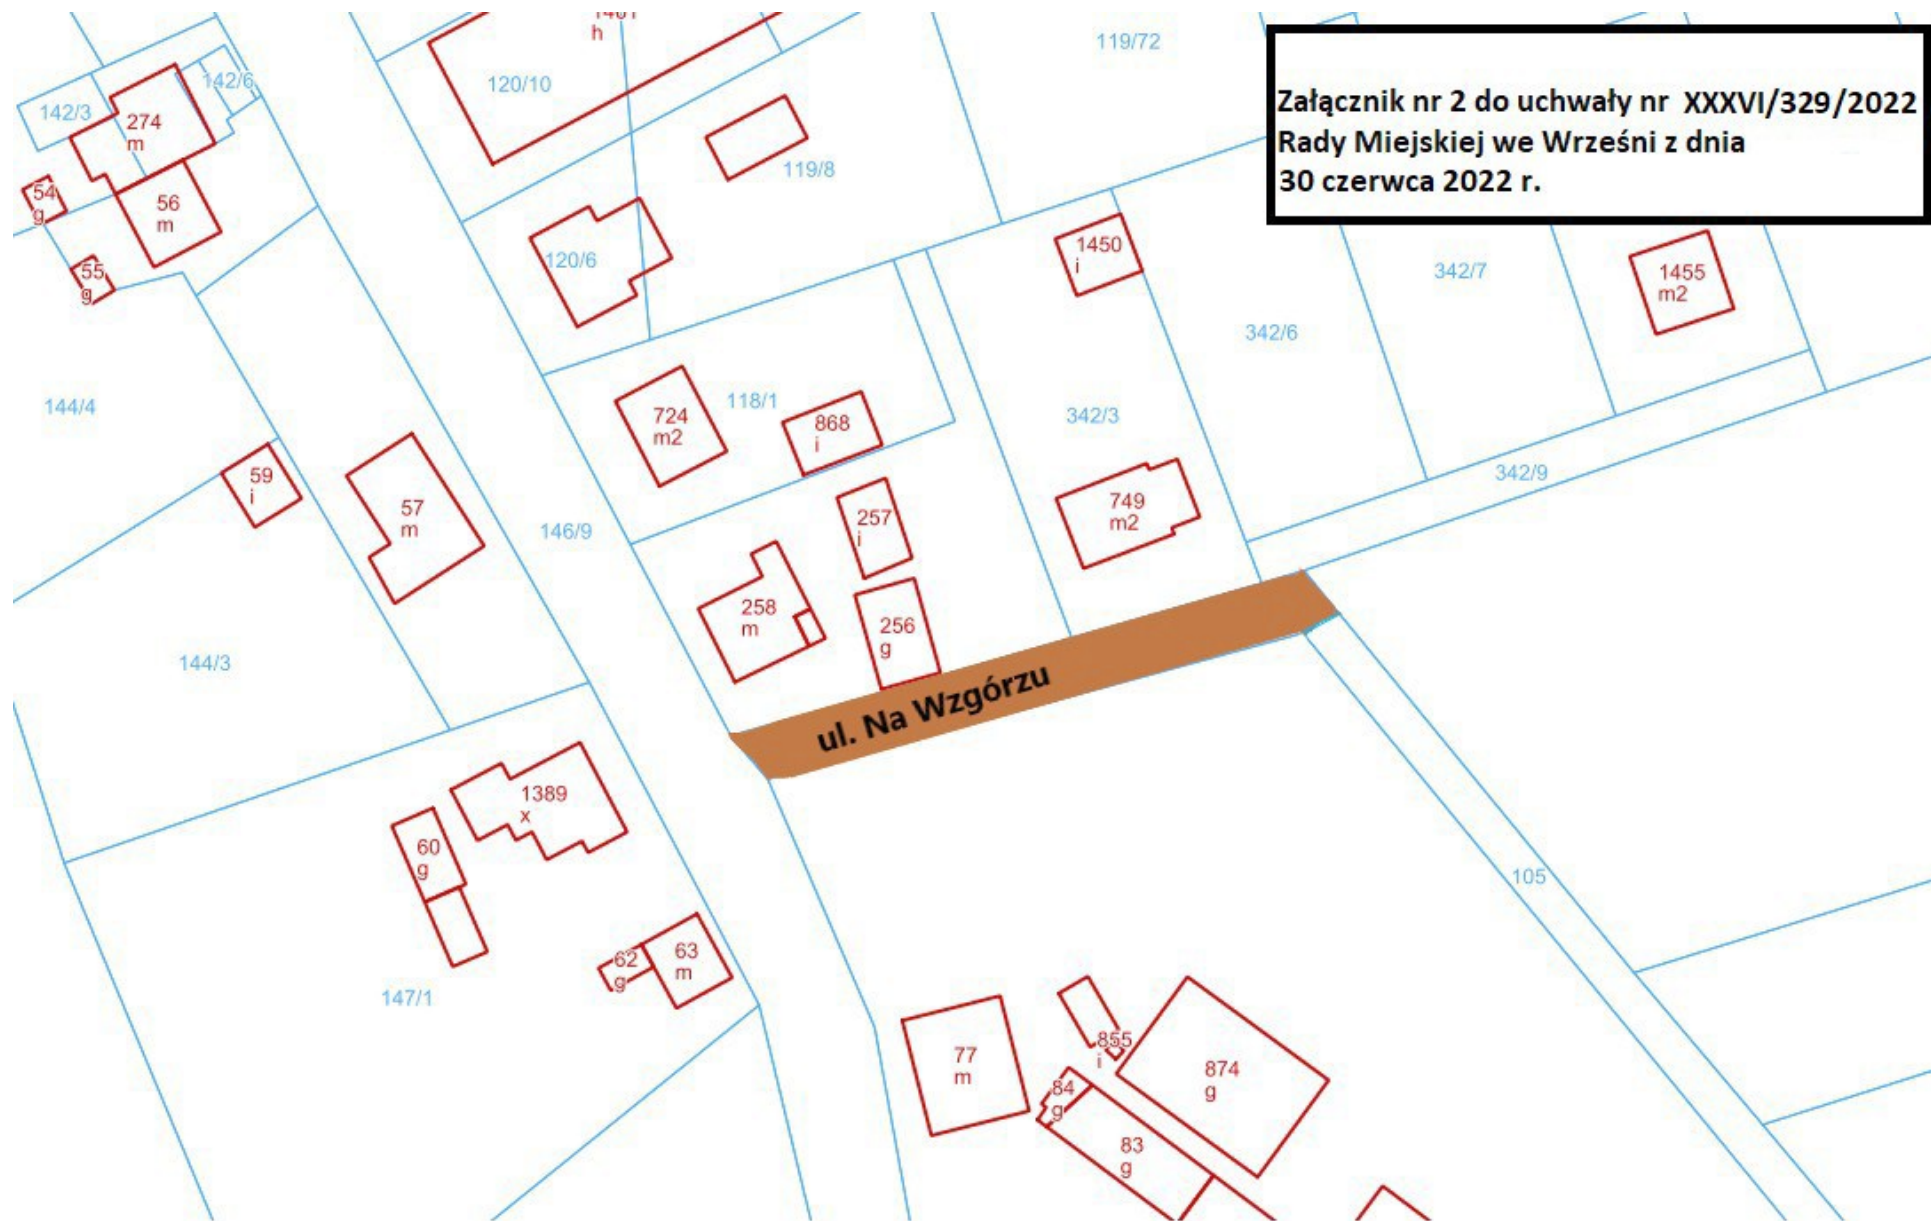 1461
h
119/72
120/10
142/6
142/3
274
m
Załącznik nr 2 do uchwały nr XXXVI/329/2022
Rady Miejskiej we Wrześni z dnia
30 czerwca 2022 r.
119/8
54
g
56
m
120/6
1450
i
342/7
1455
m2
55
g
342/6
144/4
118/1
724
m2
868
i
342/3
342/9
59
i
57
m
146/9
257
i
749
m2
258
m
256
g
144/3
ul. Na Wzgórzu
1389
x
60
g
105
62
g
63
m
147/1
77
m
855
i
874
g
84
g
83
g